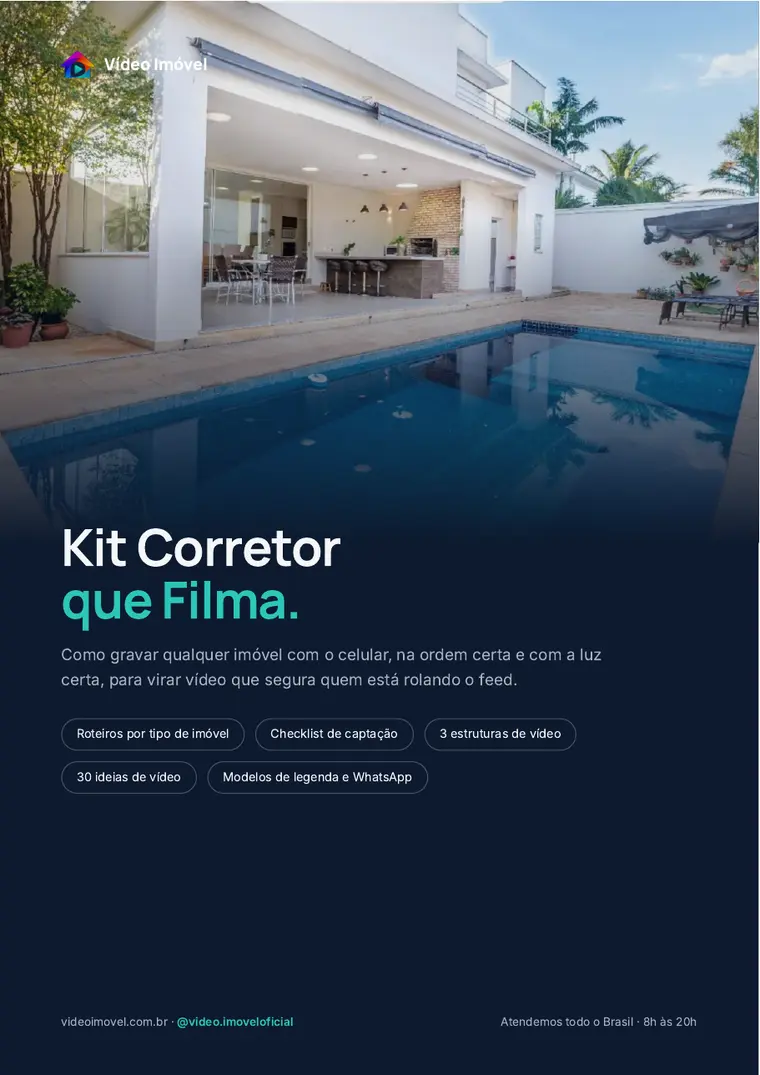 Vídeo Imóvel
Kit Corretor
que Filma.
Como gravar qualquer imóvel com o celular, na ordem certa e com a luz
certa, para virar vídeo que segura quem está rolando o feed.
Roteiros por tipo de imóvel
Checklist de captação
3 estruturas de vídeo
30 ideias de vídeo
Modelos de legenda e WhatsApp
videoimovel.com.br · @video.imoveloficial
Atendemos todo o Brasil · 8h às 20h